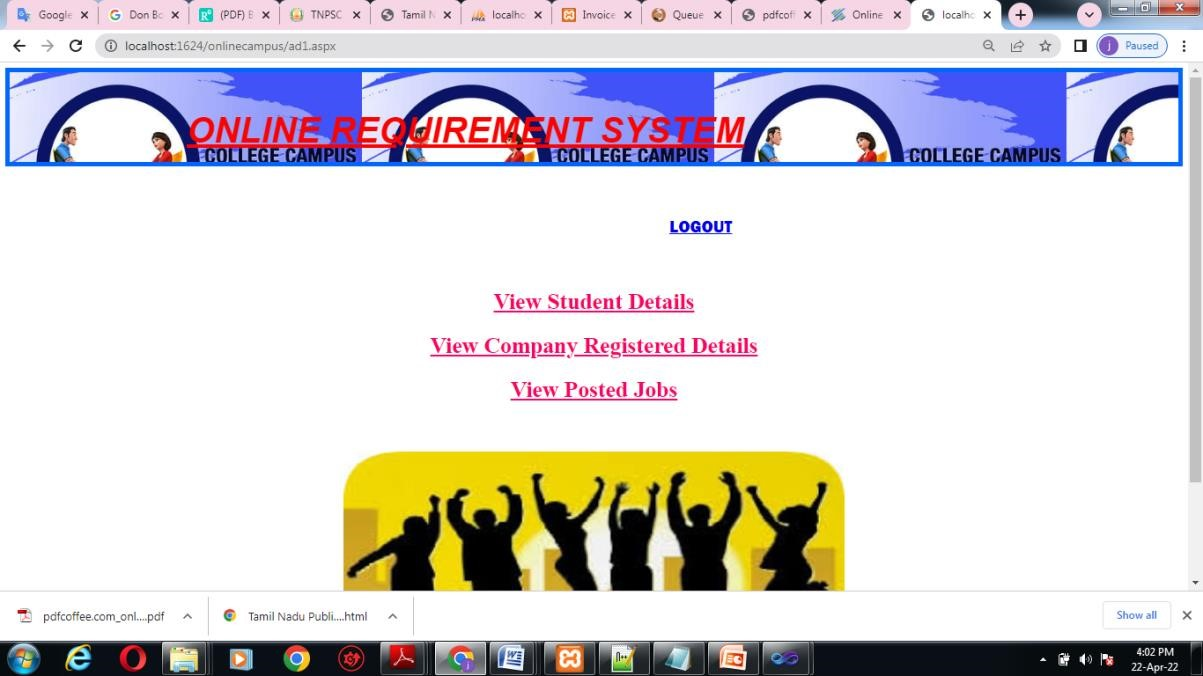 Google
Don Bo
(PDF) B
TNPSC
Tamil N
localho
Invoice
Queue
pdfcoff
Online
localho
localhost:1624/onlinecampus/ad1.aspx
Paused
ONLINE REQUIREMENT SYSTEM
COLLEGE CAMPUS COLLEGE CAMPUS COLLEGE CAMPUS
LOGOUT
View Student Details
View Company Registered Details
View Posted Jobs
pdfcoffee.com_onl....pdf
Tamil Nadu Publi....html
Show all
4:02 PM
22-Apr-22